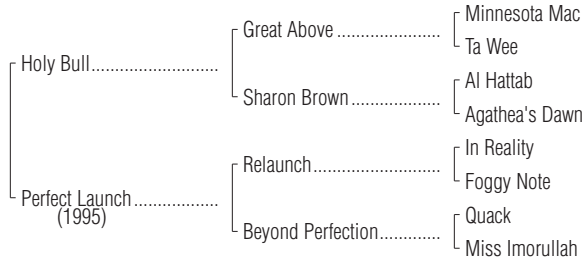 Minnesota Mac
Great Above
Ta Wee
Holy Bull
Al Hattab
Sharon Brown
Agathea's Dawn
In Reality
Relaunch
Foggy Note
Perfect Launch
(1995)
Quack
Beyond Perfection
Miss Imorullah